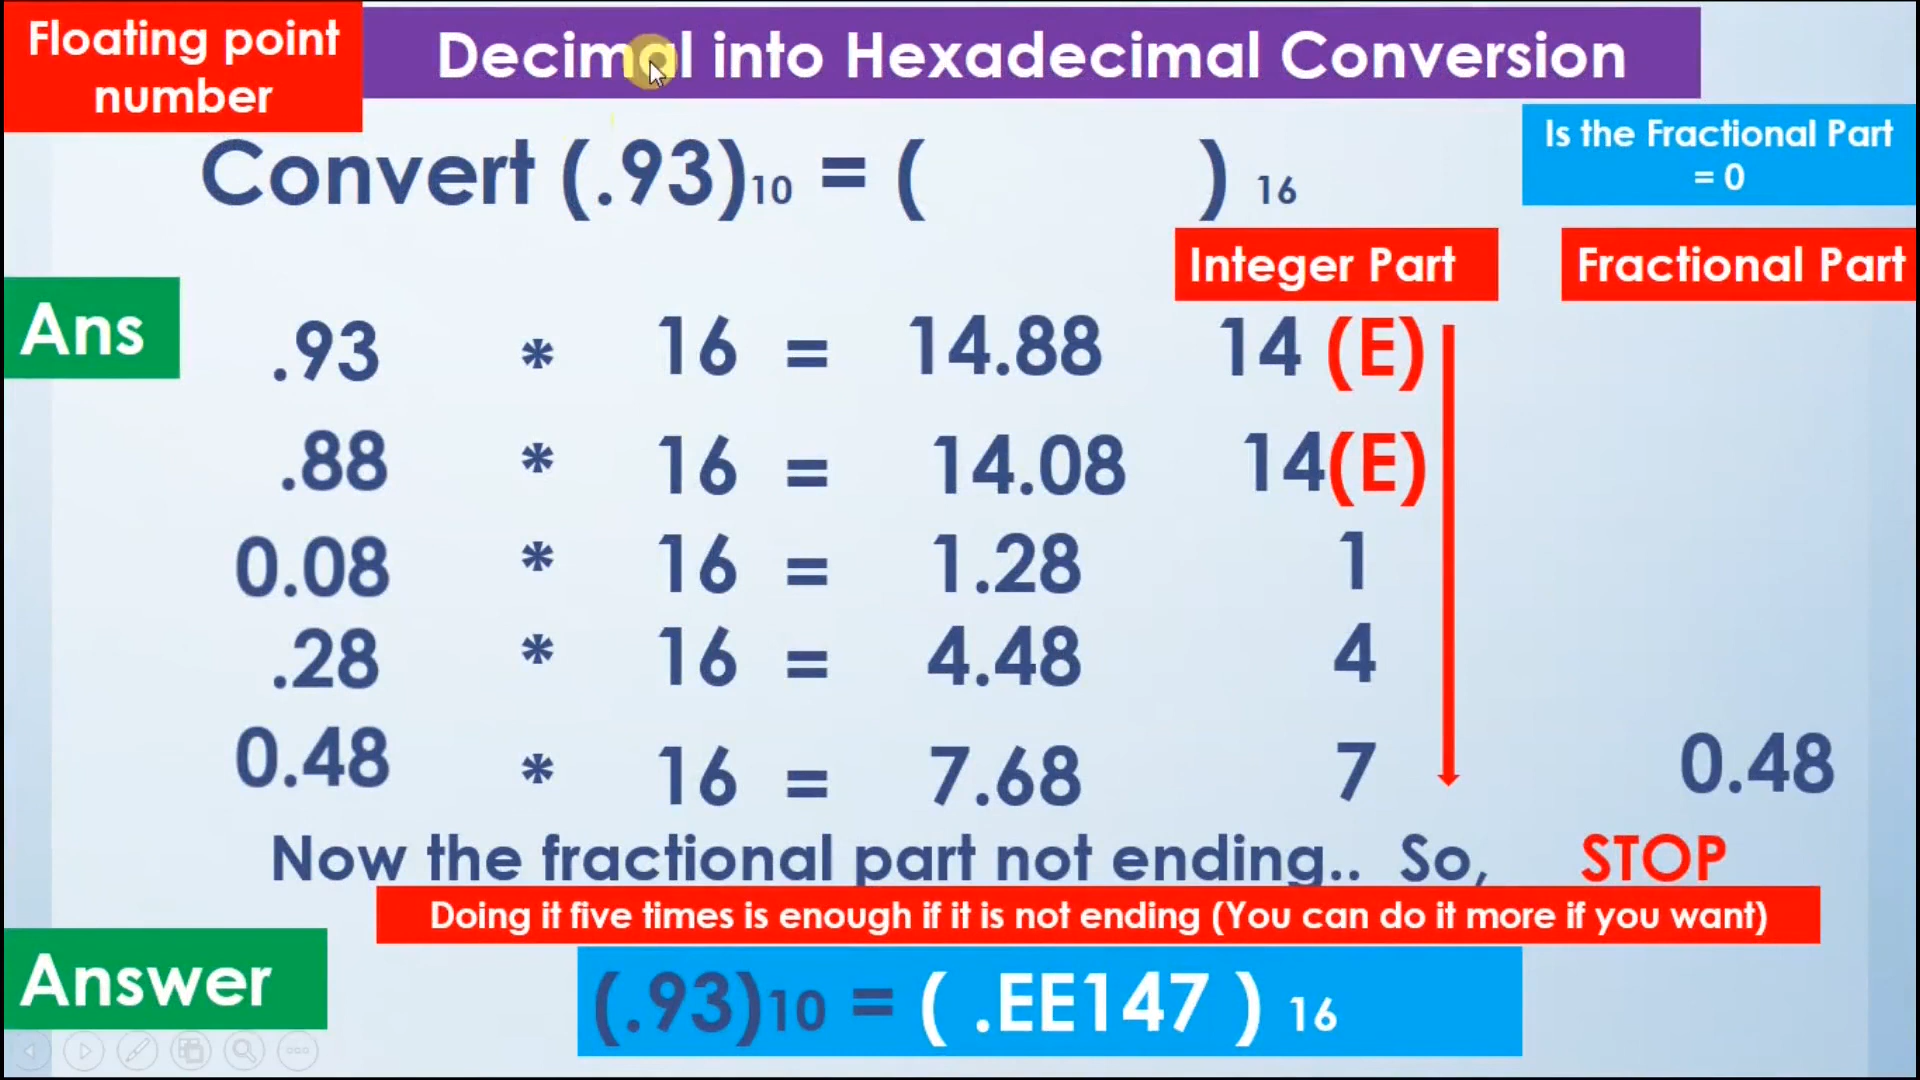 Floating point
number
Decimal into Hexadecimal Conversion
Convert (.93)10 = ( ) 16
Is the Fractional Part
= 0
Integer Part
Fractional Part
Ans
.93 * 16 = 14.88 14 (E)
.88 * 16 = 14.08 14(E)
0.08 * 16 = 1.28 1
.28 * 16 = 4.48 4
0.48 * 16 = 7.68 7 0.48
Now the fractional part not ending.. So, STOP
Doing it five times is enough if it is not ending (You can do it more if you want)
Answer
(.93)10 = ( .EE147 ) 16